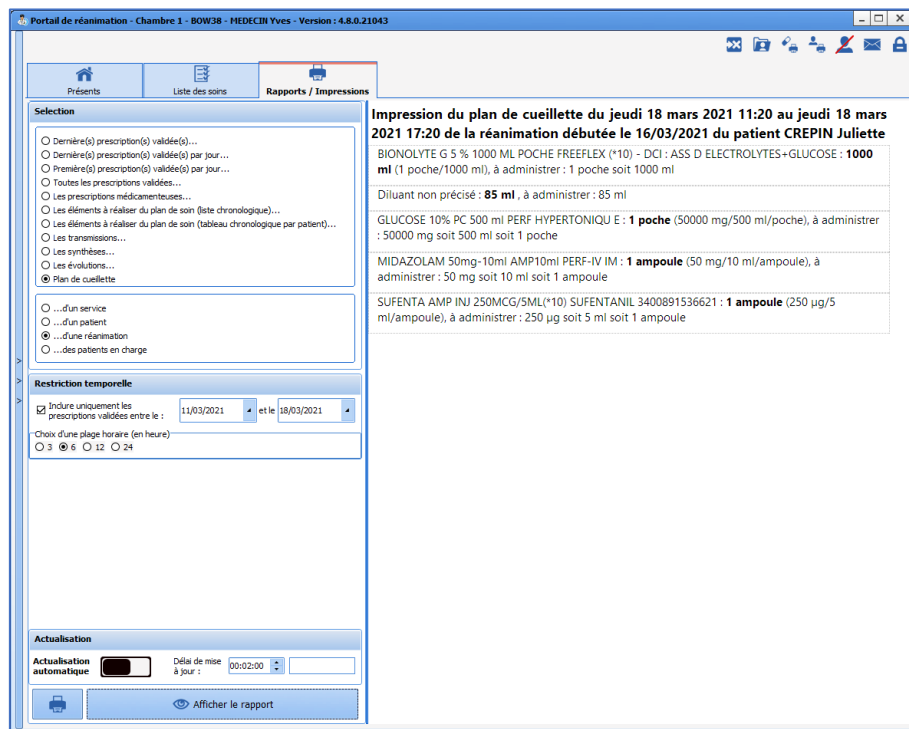 Portail de réanimation - Chambre 1 - BOW38 - MEDECIN Yves - Version : 4.8.0.21043
Présents
Liste des soins
Rapports / Impressions
Selection
Dernière(s) prescription(s) validée(s)...
Dernière(s) prescription(s) validée(s) par jour...
Première(s) prescription(s) validée(s) par jour...
Toutes les prescriptions validées...
Les prescriptions médicamenteuses...
Les éléments à réaliser du plan de soin (liste chronologique)...
Les éléments à réaliser du plan de soin (tableau chronologique par patient)...
Les transmissions...
Les synthèses...
Les évolutions...
Plan de cueillette
...d'un service
...d'un patient
...d'une réanimation
...des patients en charge
Restriction temporelle
Inclure uniquement les
prescriptions validées entre le :
11/03/2021
et le
18/03/2021
Choix d'une plage horaire (en heure)
3 6 12 24
Actualisation
Actualisation
automatique
Délai de mise
à jour :
00:02:00
Afficher le rapport
Impression du plan de cueillette du jeudi 18 mars 2021 11:20 au jeudi 18 mars
2021 17:20 de la réanimation débutée le 16/03/2021 du patient CREPIN Juliette
BIONOLYTE G 5 % 1000 ML POCHE FREEFLEX (*10) - DCI : ASS D ELECTROLYTES+GLUCOSE : 1000
ml (1 poche/1000 ml), à administrer : 1 poche soit 1000 ml
Diluant non précisé : 85 ml , à administrer : 85 ml
GLUCOSE 10% PC 500 ml PERF HYPERTONIQU E : 1 poche (50000 mg/500 ml/poche), à administrer
: 50000 mg soit 500 ml soit 1 poche
MIDAZOLAM 50mg-10ml AMP10ml PERF-IV IM : 1 ampoule (50 mg/10 ml/ampoule), à
administrer : 50 mg soit 10 ml soit 1 ampoule
SUFENTA AMP INJ 250MCG/5ML(*10) SUFENTANIL 3400891536621 : 1 ampoule (250 µg/5
ml/ampoule), à administrer : 250 µg soit 5 ml soit 1 ampoule